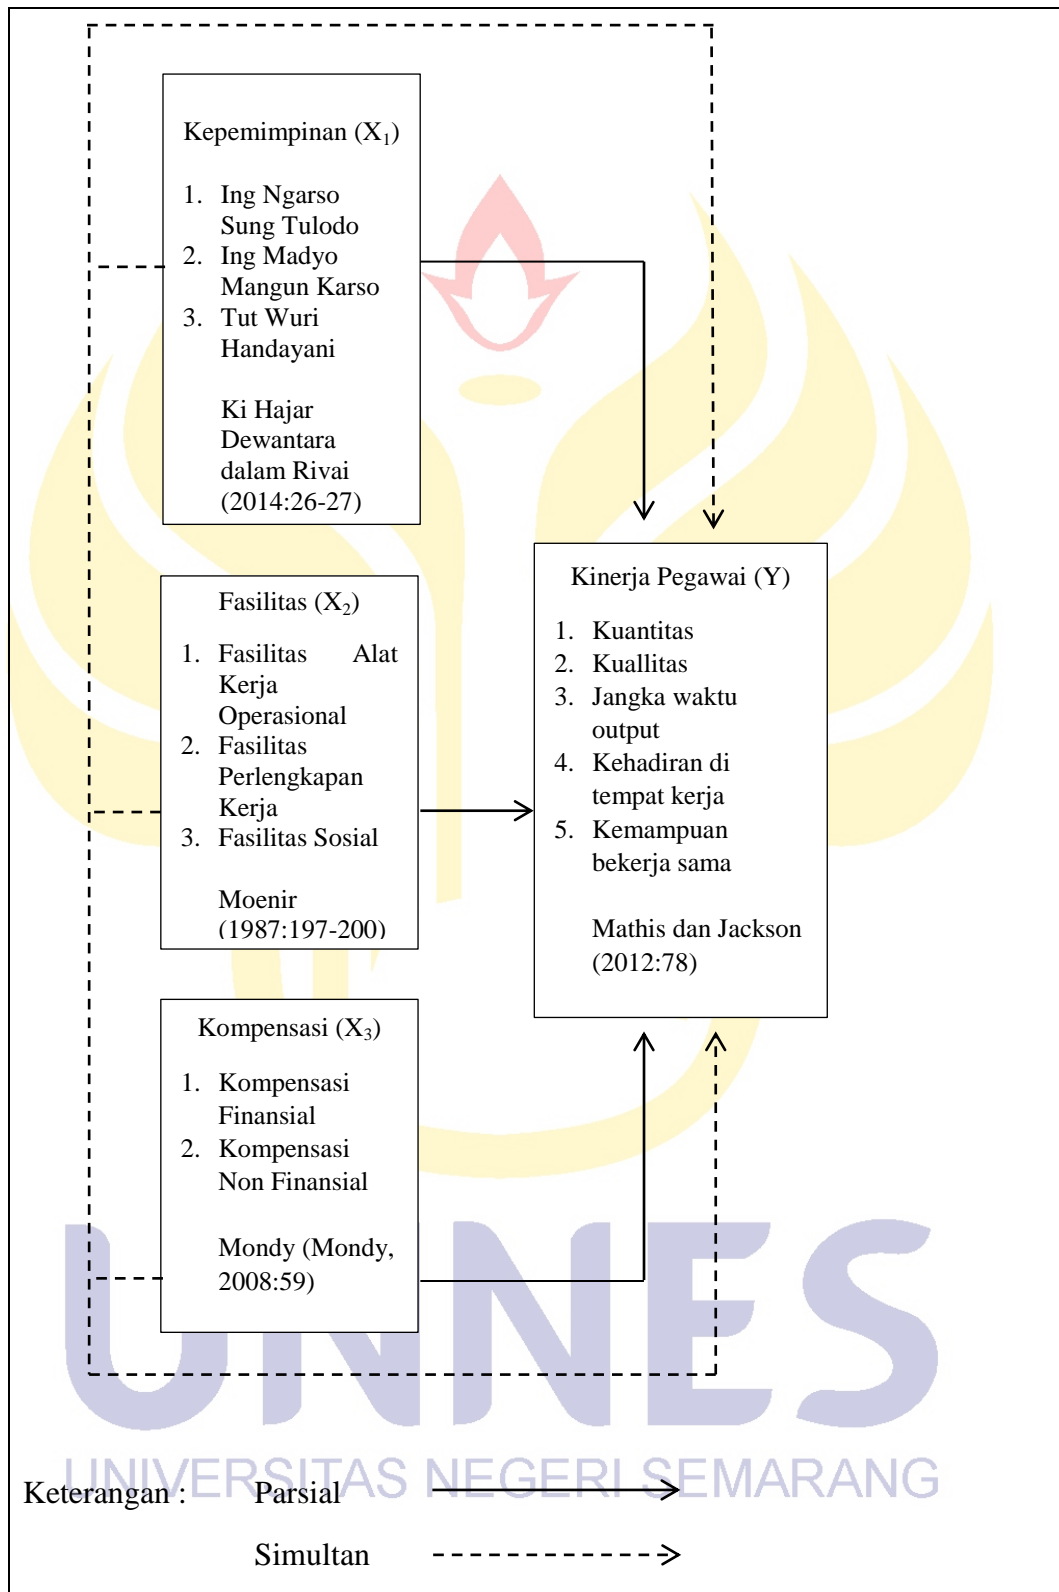 Kepemimpinan (X₁)
1. Ing Ngarso
Sung Tulodo
2. Ing Madyo
Mangun Karso
3. Tut Wuri
Handayani
Ki Hajar
Dewantara
dalam Rivai
(2014:26-27)
Fasilitas (X₂)
1. Fasilitas Alat
Kerja
Operasional
2. Fasilitas
Perlengkapan
Kerja
3. Fasilitas Sosial
Moenir
(1987:197-200)
Kompensasi (X₃)
1. Kompensasi
Finansial
2. Kompensasi
Non Finansial
Mondy (Mondy,
2008:59)
Kinerja Pegawai (Y)
1. Kuantitas
2. Kuallitas
3. Jangka waktu
output
4. Kehadiran di
tempat kerja
5. Kemampuan
bekerja sama
Mathis dan Jackson
(2012:78)
UNNES
UNIVERSITAS NEGERI SEMARANG
Keterangan : Parsial
Simultan